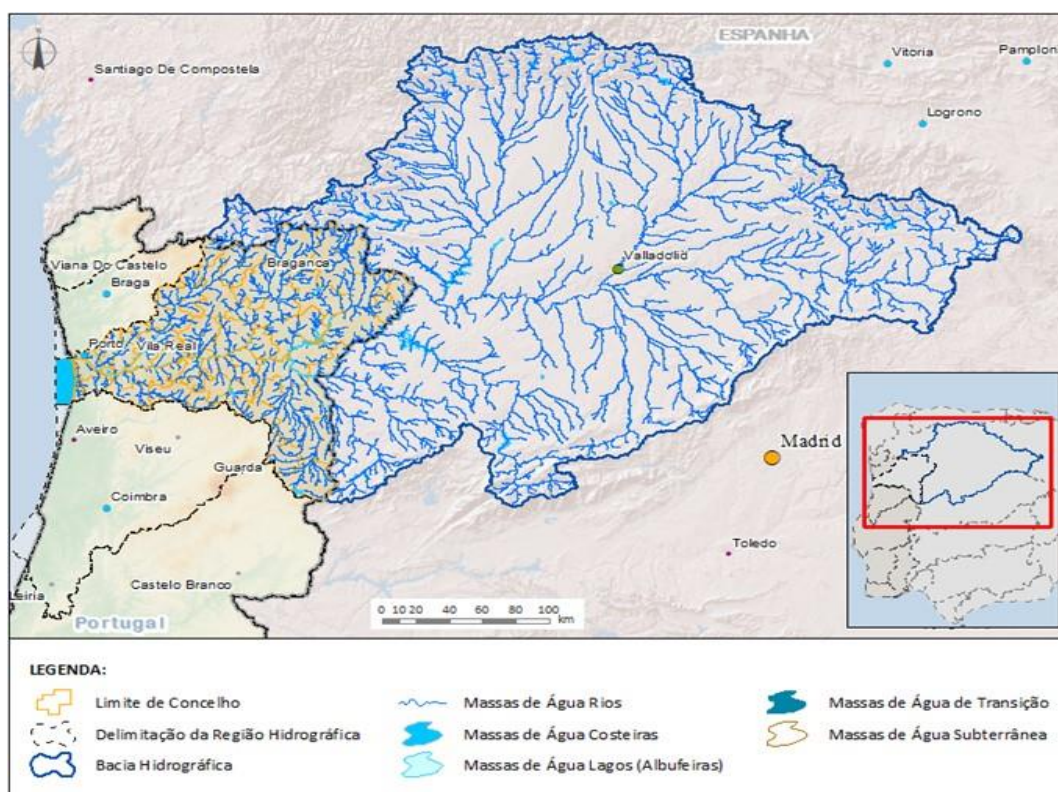 N
ESPANHA
Vitoria
Pamplon
Santiago De Compostela
Logrono
Viana Do Castelo
Braga
Bragança
Valladolid
Porto
Vila Real
Aveiro
Viseu
Guarda
Madrid
Coimbra
Toledo
Castelo Branco
Leiria
Portugal
0 10 20 40 60 80 100
km
LEGENDA:
Limite de Concelho
Massas de Água Rios
Massas de Água de Transição
Delimitação da Região Hidrográfica
Massas de Água Costeiras
Massas de Água Subterrânea
Bacia Hidrográfica
Massas de Água Lagos (Albufeiras)